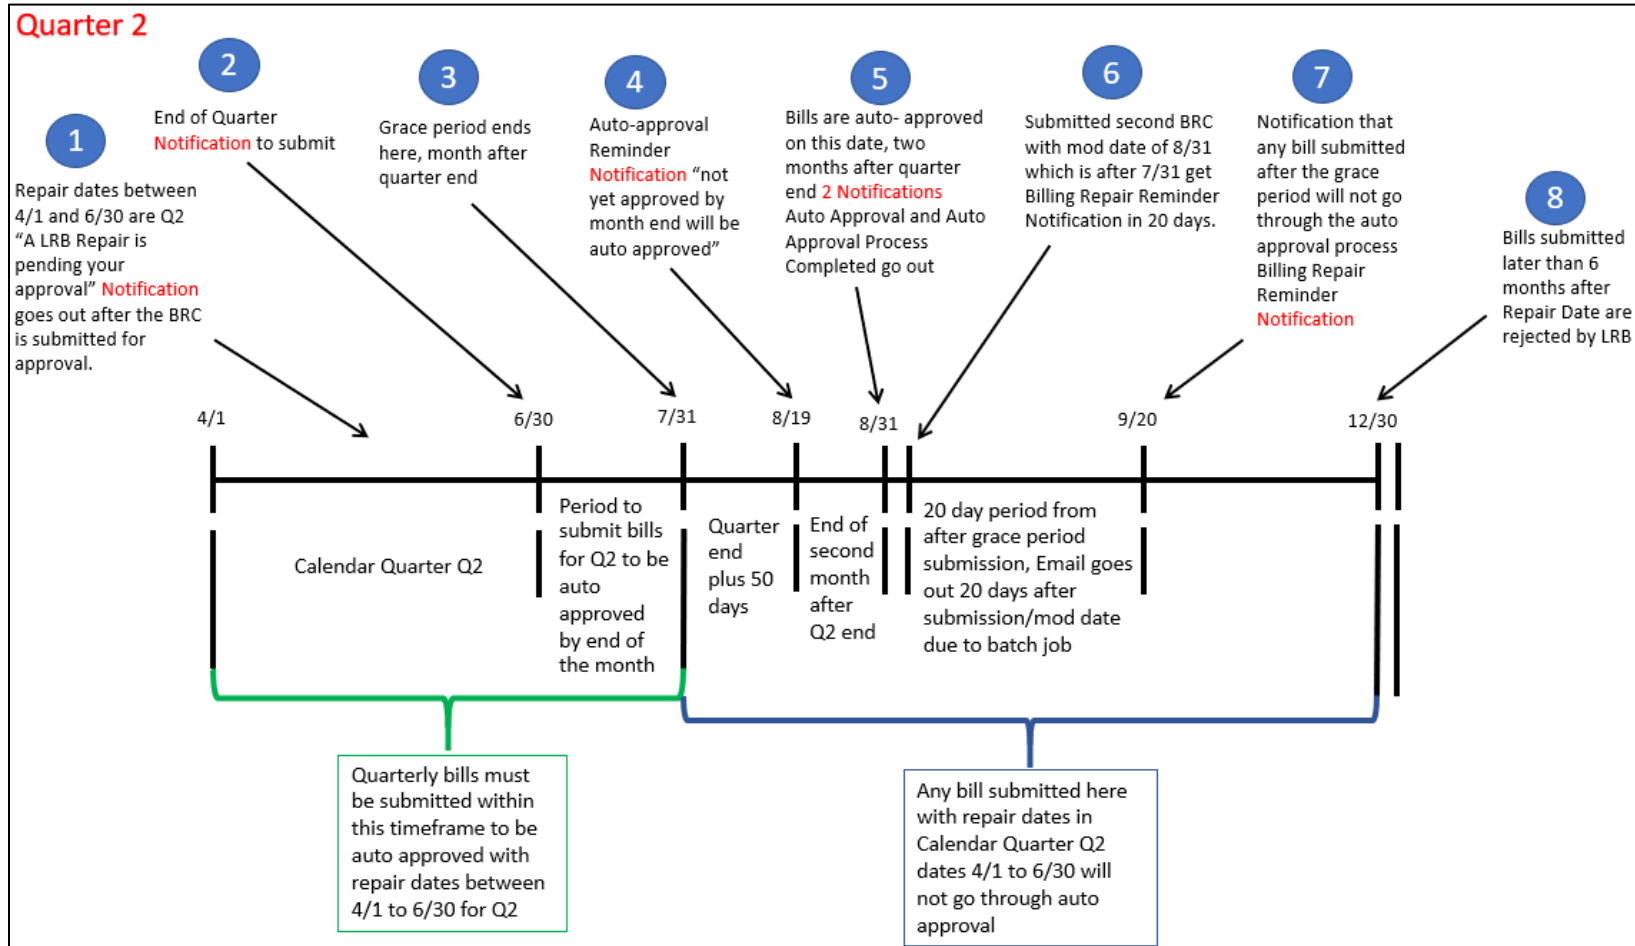 Quarter 2
1
Repair dates between
4/1 and 6/30 are Q2
“A LRB Repair is
pending your
approval” Notification
goes out after the BRC
is submitted for
approval.
2
End of Quarter
Notification to submit
3
Grace period ends
here, month after
quarter end
4
Auto-approval
Reminder
Notification “not
yet approved by
month end will be
auto approved”
5
Bills are auto- approved
on this date, two
months after quarter
end 2 Notifications
Auto Approval and Auto
Approval Process
Completed go out
6
Submitted second BRC
with mod date of 8/31
which is after 7/31 get
Billing Repair Reminder
Notification in 20 days.
7
Notification that
any bill submitted
after the grace
period will not go
through the auto
approval process
Billing Repair
Reminder
Notification
8
Bills submitted
later than 6
months after
Repair Date are
rejected by LRB
4/1
6/30
7/31
8/19
8/31
9/20
12/30
Calendar Quarter Q2
Period to
submit bills
for Q2 to be
auto
approved
by end of
the month
Quarter
end
plus 50
days
End of
second
month
after
Q2 end
20 day period from
after grace period
submission, Email goes
out 20 days after
submission/mod date
due to batch job
Quarterly bills must
be submitted within
this timeframe to be
auto approved with
repair dates between
4/1 to 6/30 for Q2
Any bill submitted here
with repair dates in
Calendar Quarter Q2
dates 4/1 to 6/30 will
not go through auto
approval